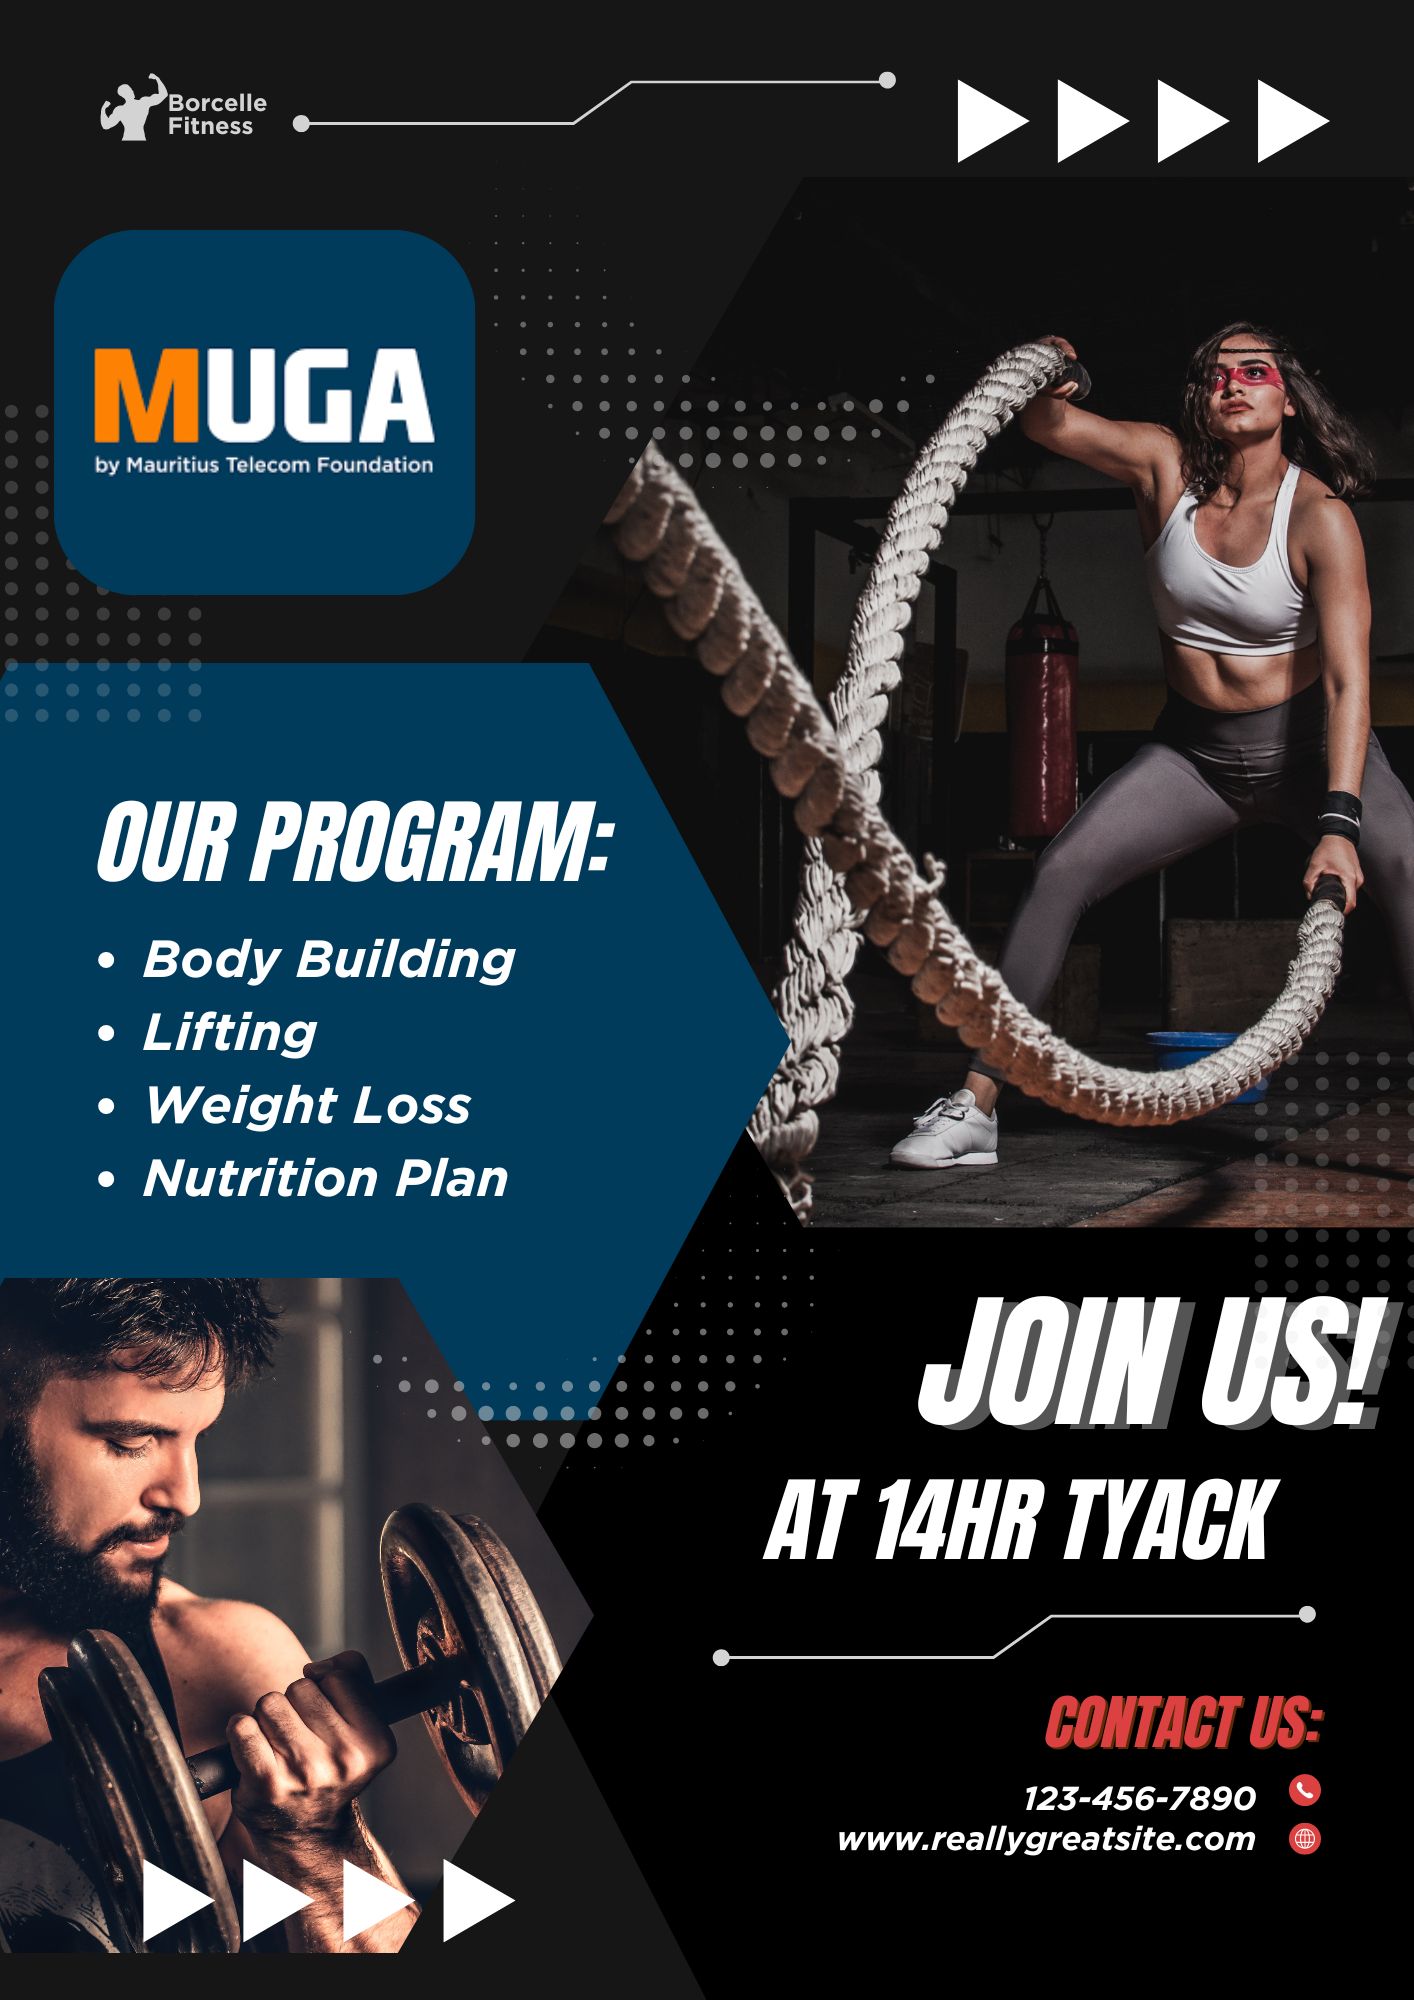 Borcelle
Fitness
MUGA
by Mauritius Telecom Foundation
OUR PROGRAM:
• Body Building
• Lifting
• Weight Loss
• Nutrition Plan
JOIN US!
AT 14HR TYACK
CONTACT US:
123-456-7890
www.reallygreatsite.com